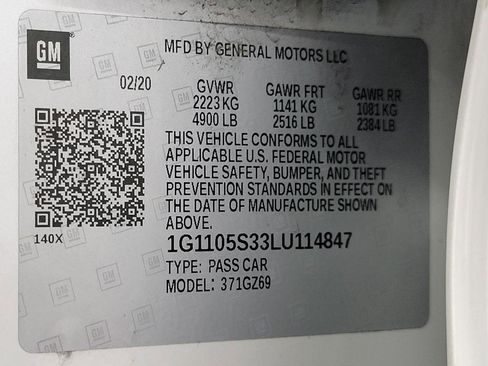 GM
MFD BY GENERAL MOTORS LLC
02/20 GVWR GAWR FRT GAWR RR
2223 KG 1141 KG 1081 KG
4900 LB 2516 LB 2384 LB
THIS VEHICLE CONFORMS TO ALL
APPLICABLE U.S. FEDERAL MOTOR
VEHICLE SAFETY, BUMPER, AND THEFT
PREVENTION STANDARDS IN EFFECT ON
THE DATE OF MANUFACTURE SHOWN
ABOVE.
140X
1G1105S33LU114847
TYPE: PASS CAR
MODEL: 371GZ69